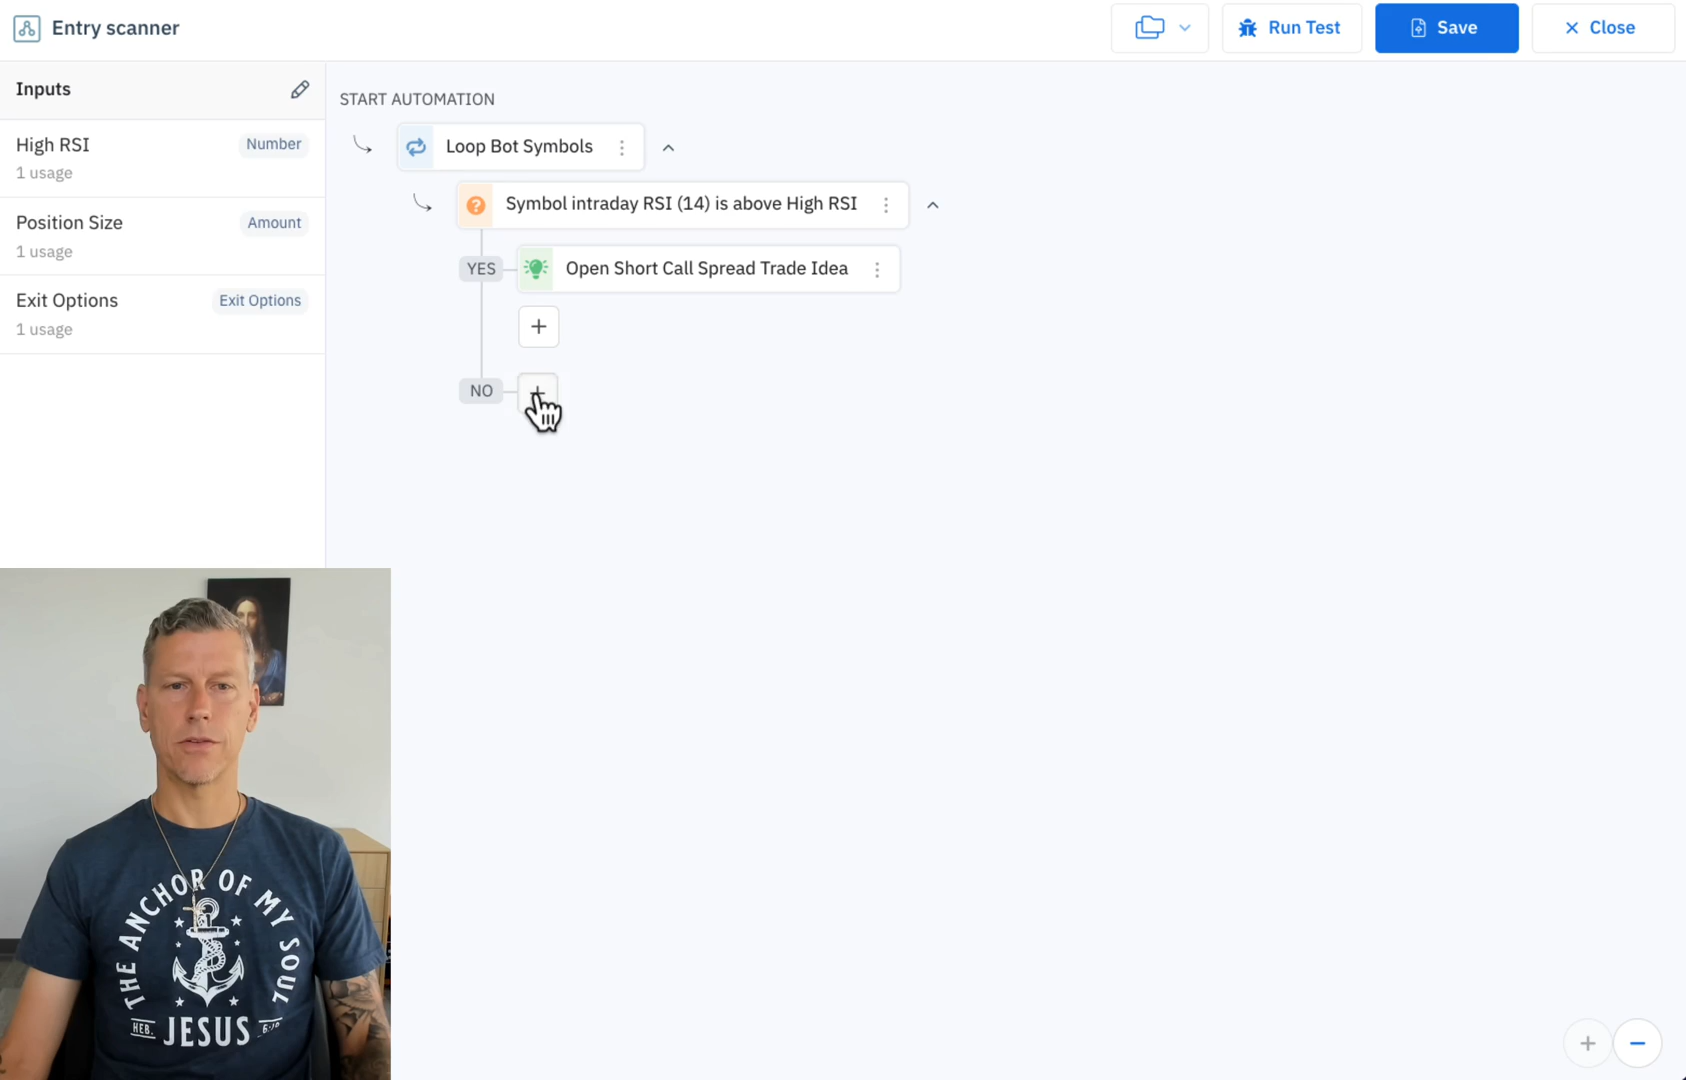 Entry scanner
Run Test
Save
Close
Inputs
High RSI
Number
1 usage
Position Size
Amount
1 usage
Exit Options
Exit Options
1 usage
START AUTOMATION
Loop Bot Symbols
Symbol intraday RSI (14) is above High RSI
YES
Open Short Call Spread Trade Idea
NO
THE ANCHOR OF MY SOUL
HEB.
JESUS